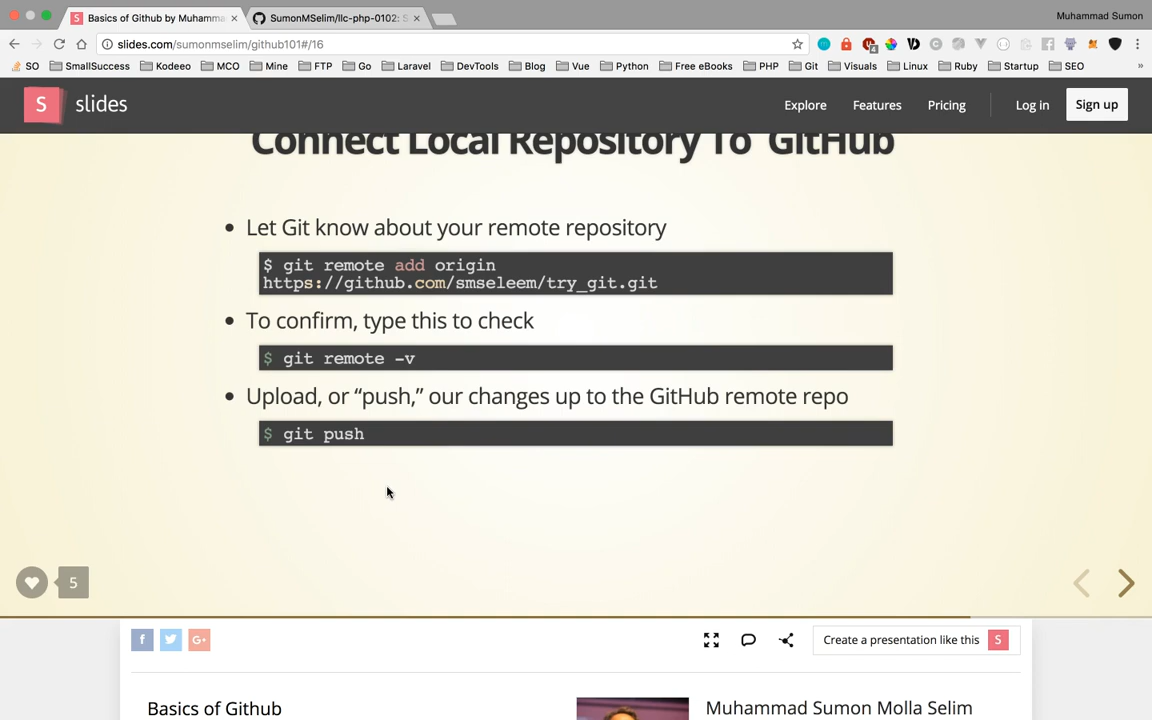 Basics of Github by Muhamma
SumonMSelim/llc-php-0102: S
Muhammad Sumon
slides.com/sumonmselim/github101#/16
4
SO
SmallSuccess
Kodeeo
MCO
Mine
FTP
Go
Laravel
DevTools
Blog
Vue
Python
Free eBooks
PHP
Git
Visuals
Linux
Ruby
Startup
SEO
»
S slides
Explore
Features
Pricing
Log in
Sign up
Connect Local Repository To GitHub
Let Git know about your remote repository
$ git remote add origin
https://github.com/smseleem/try_git.git
To confirm, type this to check
$ git remote -v
Upload, or “push,” our changes up to the GitHub remote repo
$ git push
5
f
G+
Create a presentation like this S
Basics of Github
Muhammad Sumon Molla Selim